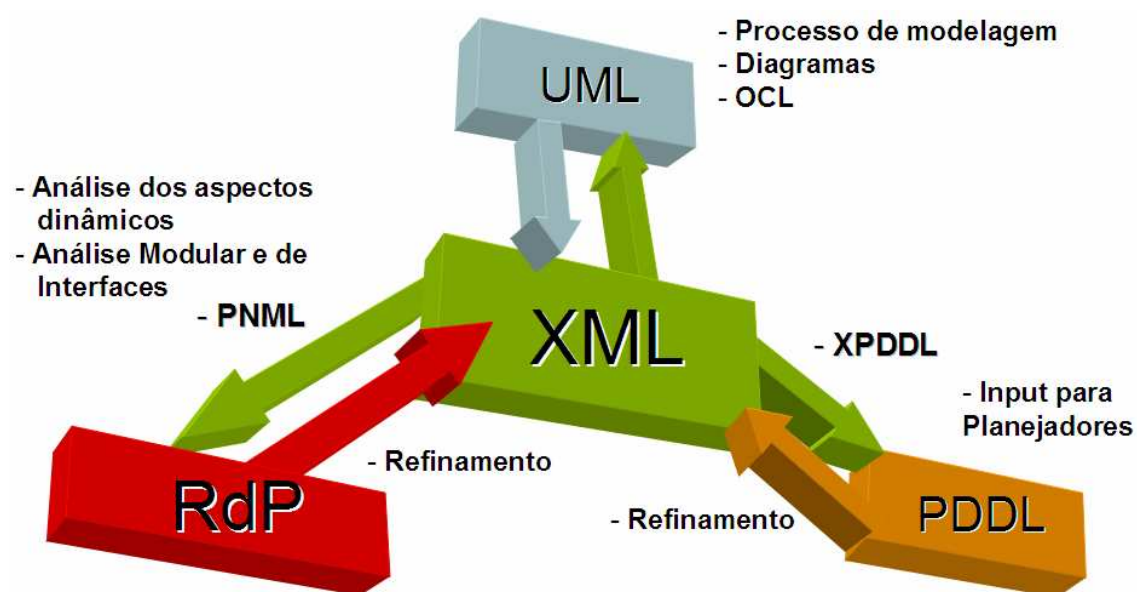 - Processo de modelagem
- Diagramas
- OCL
UML
- Análise dos aspectos
dinâmicos
- Análise Modular e de
Interfaces
- PNML
XML
- XPDDL
- Input para
Planejadores
- Refinamento
RdP
- Refinamento
PDDL